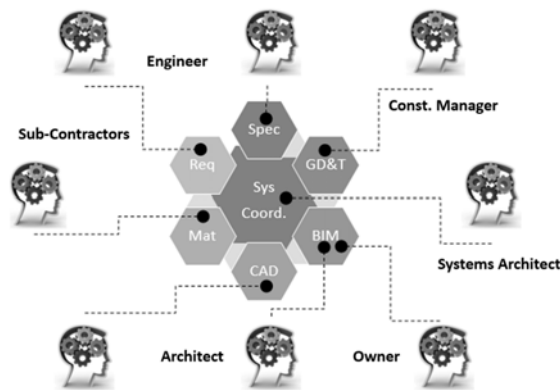 Engineer
Spec
Const. Manager
Sub-Contractors
Req
GD&T
Sys
Coord.
Mat
BIM
Systems Architect
CAD
Architect
Owner